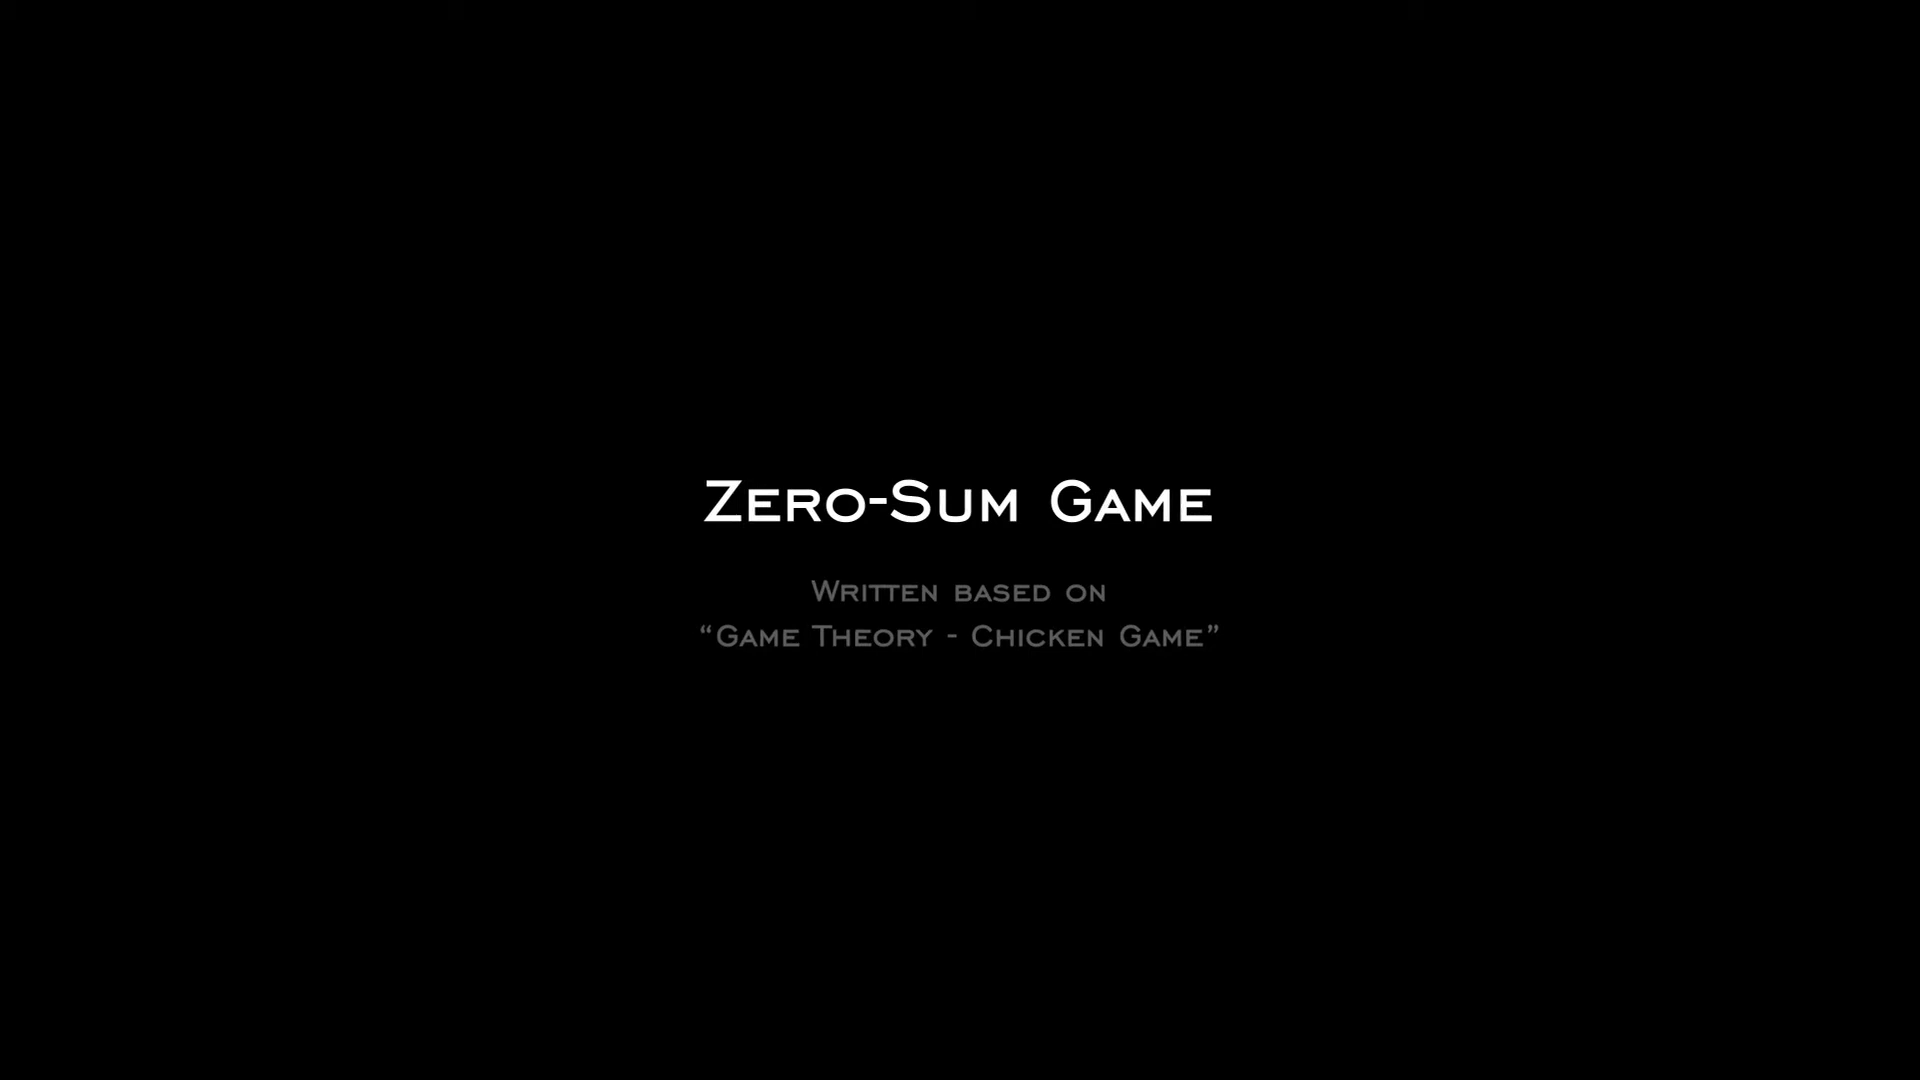 Zero-Sum Game
Written based on
“Game Theory - Chicken Game”